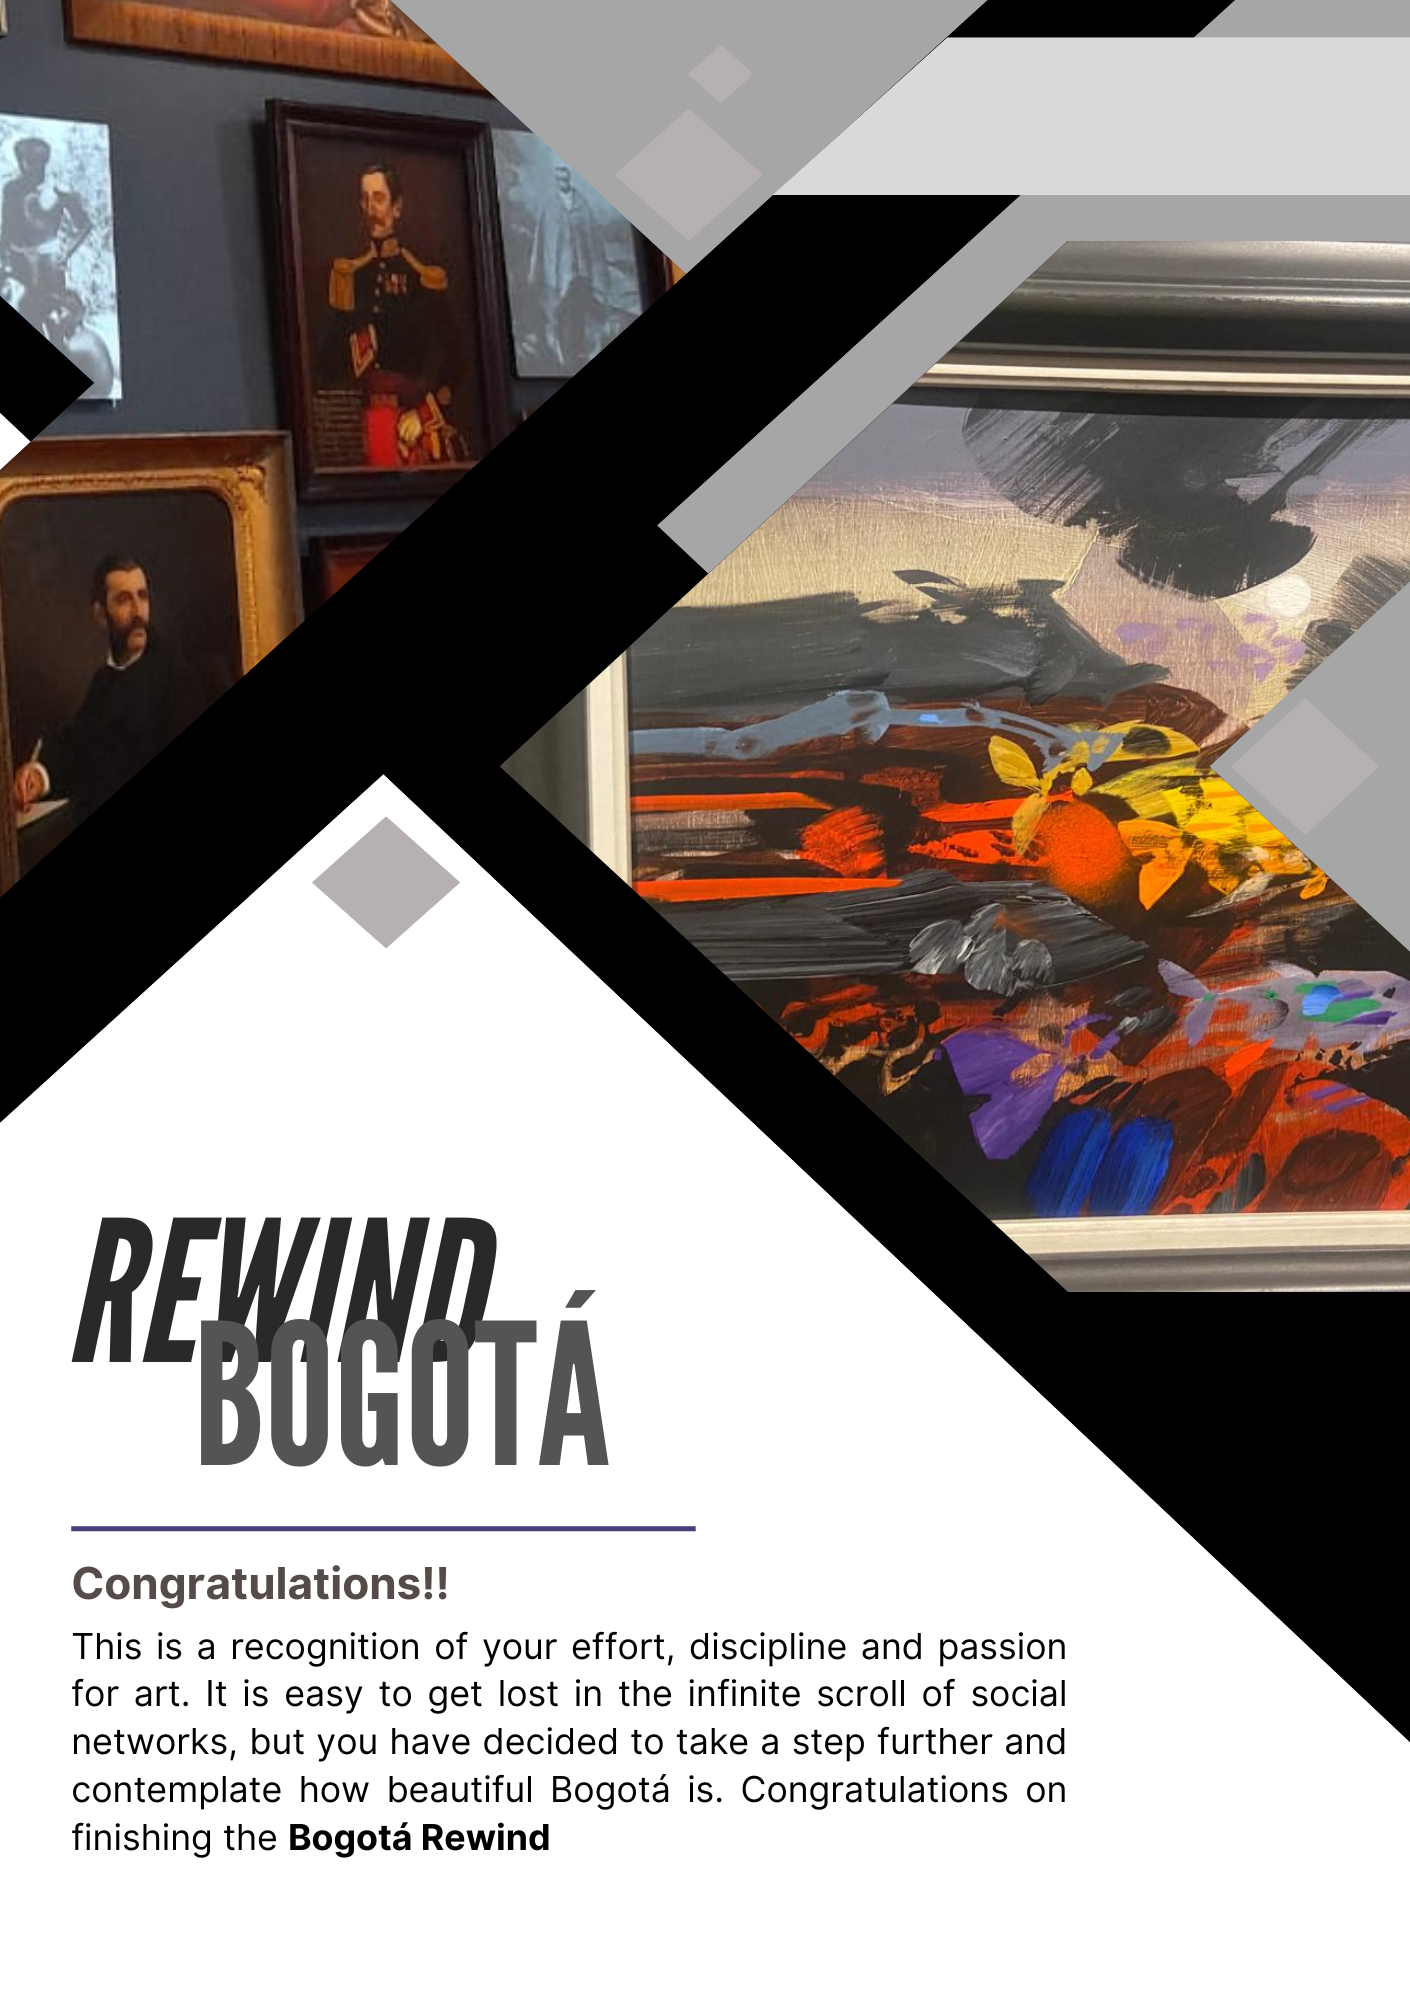 REWIND
BOGOTÁ
Congratulations!!
This is a recognition of your effort, discipline and passion
for art. It is easy to get lost in the infinite scroll of social
networks, but you have decided to take a step further and
contemplate how beautiful Bogotá is. Congratulations on
finishing the Bogotá Rewind